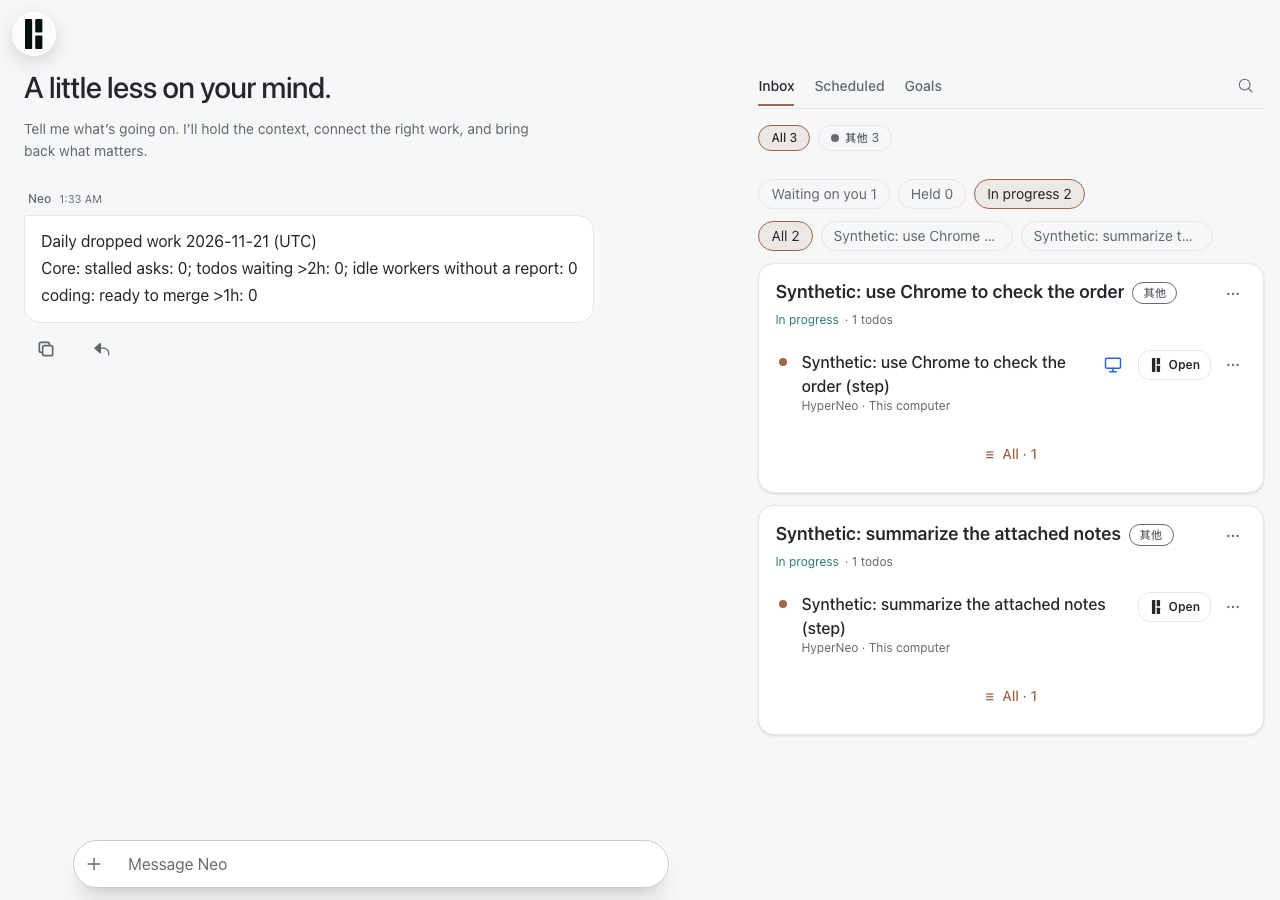 A little less on your mind.
Tell me what’s going on. I’ll hold the context, connect the right work, and bring
back what matters.
Neo 1:33 AM
Daily dropped work 2026-11-21 (UTC)
Core: stalled asks: 0; todos waiting >2h: 0; idle workers without a report: 0
coding: ready to merge >1h: 0
Message Neo
Inbox Scheduled Goals
All 3 其他 3
Waiting on you 1 Held 0 In progress 2
All 2 Synthetic: use Chrome ... Synthetic: summarize t...
Synthetic: use Chrome to check the order 其他
In progress · 1 todos
Synthetic: use Chrome to check the
order (step)
Open
HyperNeo · This computer
All · 1
Synthetic: summarize the attached notes 其他
In progress · 1 todos
Synthetic: summarize the attached notes
(step)
Open
HyperNeo · This computer
All · 1